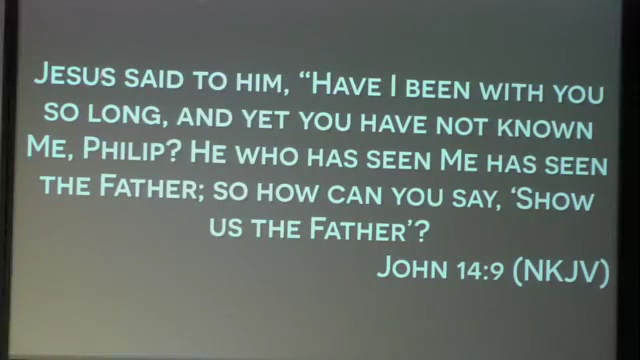 Jesus said to him, “Have I been with you
so long, and yet you have not known
Me, Philip? He who has seen Me has seen
the Father; so how can you say, ‘Show
us the Father’?
John 14:9 (NKJV)